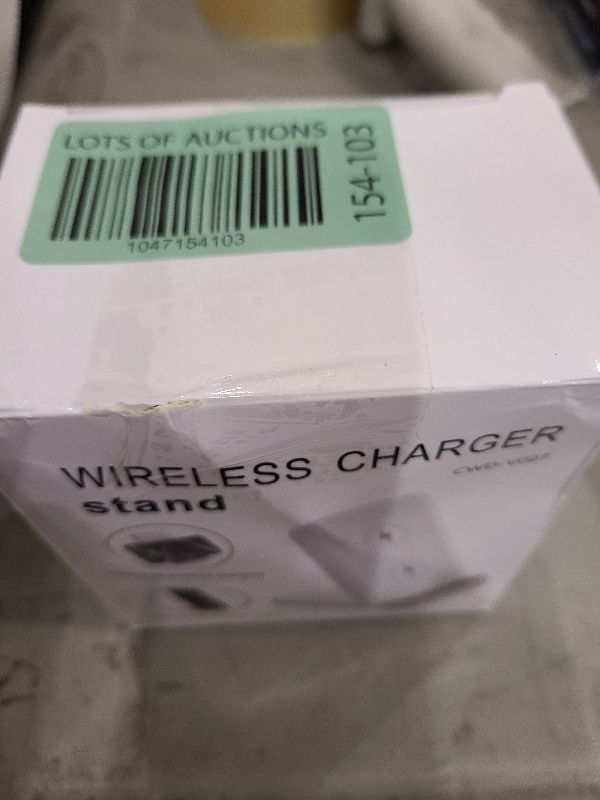 LOTS OF AUCTIONS
1047154103
154-103
WIRELESS CHARGER
stand